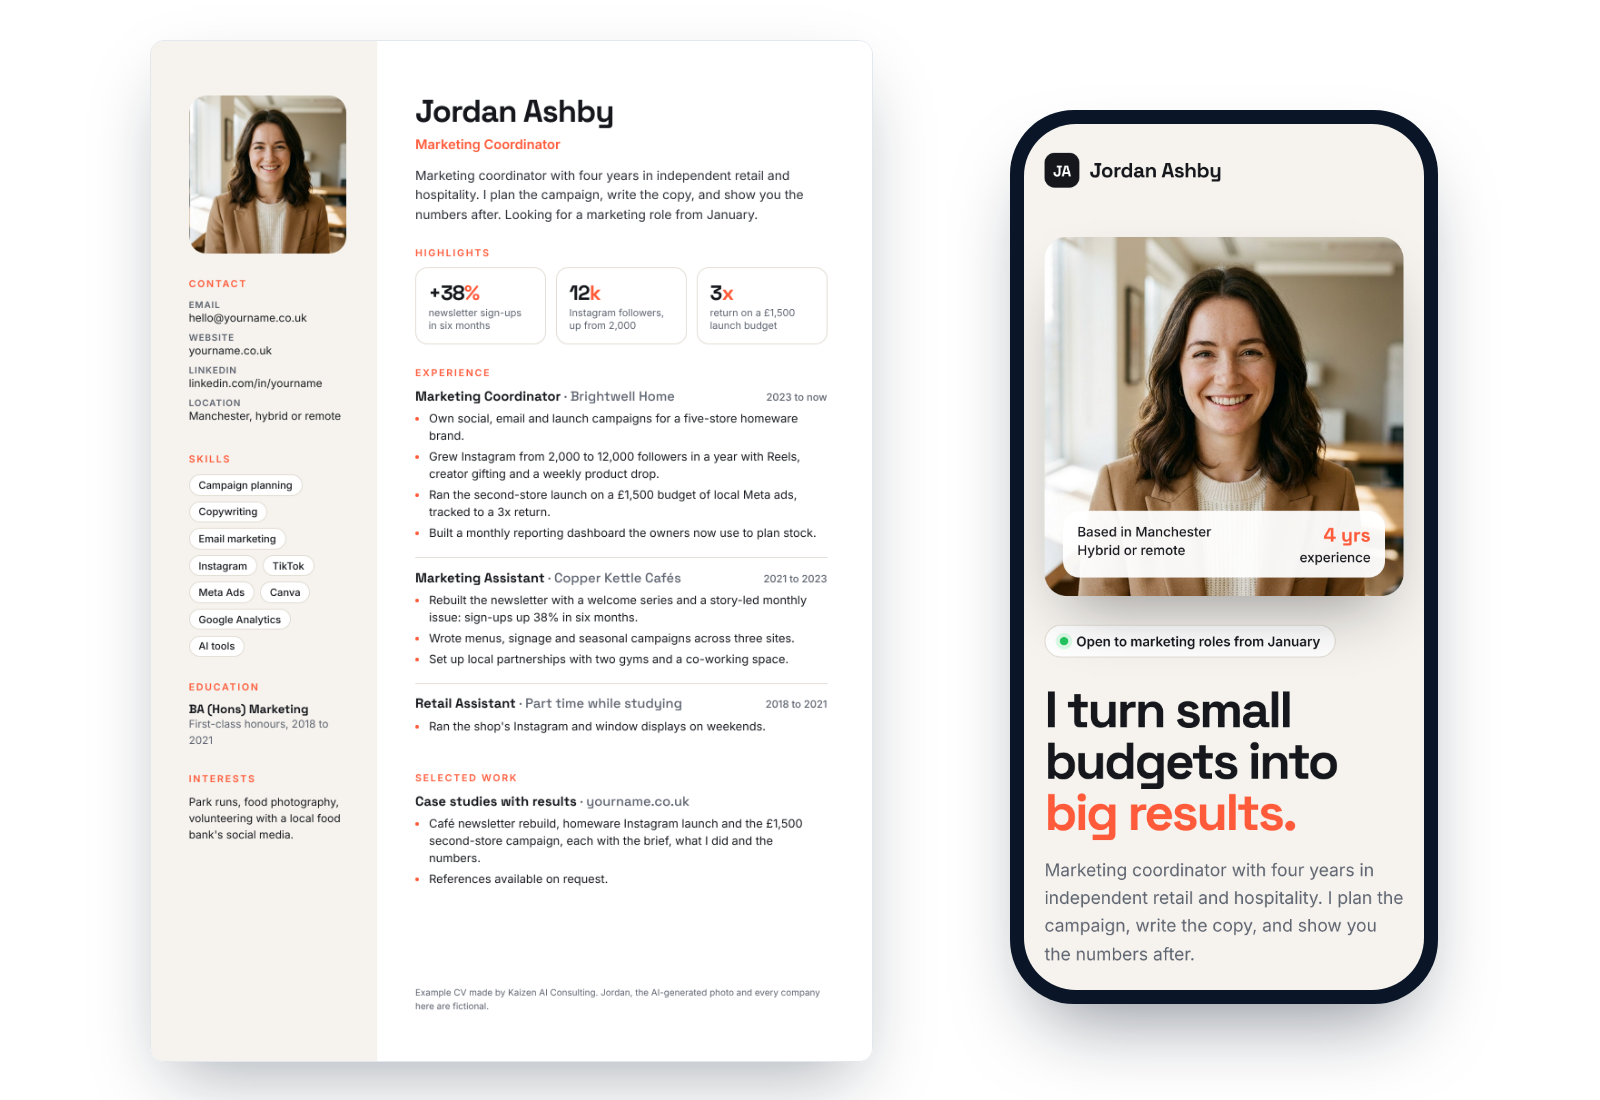 CONTACT
EMAIL
hello@yourname.co.uk
WEBSITE
yourname.co.uk
LINKEDIN
linkedin.com/in/yourname
LOCATION
Manchester, hybrid or remote
SKILLS
Campaign planning
Copywriting
Email marketing
Instagram TikTok
Meta Ads Canva
Google Analytics
AI tools
EDUCATION
BA (Hons) Marketing
First-class honours, 2018 to
2021
INTERESTS
Park runs, food photography,
volunteering with a local food
bank's social media.
Jordan Ashby
Marketing Coordinator
Marketing coordinator with four years in independent retail and
hospitality. I plan the campaign, write the copy, and show you the
numbers after. Looking for a marketing role from January.
HIGHLIGHTS
+38%
newsletter sign-ups
in six months
12k
Instagram followers,
up from 2,000
3x
return on a £1,500
launch budget
EXPERIENCE
Marketing Coordinator · Brightwell Home 2023 to now
• Own social, email and launch campaigns for a five-store homeware
brand.
• Grew Instagram from 2,000 to 12,000 followers in a year with Reels,
creator gifting and a weekly product drop.
• Ran the second-store launch on a £1,500 budget of local Meta ads,
tracked to a 3x return.
• Built a monthly reporting dashboard the owners now use to plan stock.
Marketing Assistant · Copper Kettle Cafés 2021 to 2023
• Rebuilt the newsletter with a welcome series and a story-led monthly
issue: sign-ups up 38% in six months.
• Wrote menus, signage and seasonal campaigns across three sites.
• Set up local partnerships with two gyms and a co-working space.
Retail Assistant · Part time while studying 2018 to 2021
• Ran the shop's Instagram and window displays on weekends.
SELECTED WORK
Case studies with results · yourname.co.uk
• Café newsletter rebuild, homeware Instagram launch and the £1,500
second-store campaign, each with the brief, what I did and the
numbers.
• References available on request.
Example CV made by Kaizen AI Consulting. Jordan, the AI-generated photo and every company
here are fictional.
JA Jordan Ashby
Based in Manchester
Hybrid or remote
4 yrs
experience
Open to marketing roles from January
I turn small
budgets into
big results.
Marketing coordinator with four years in
independent retail and hospitality. I plan the
campaign, write the copy, and show you
the numbers after.